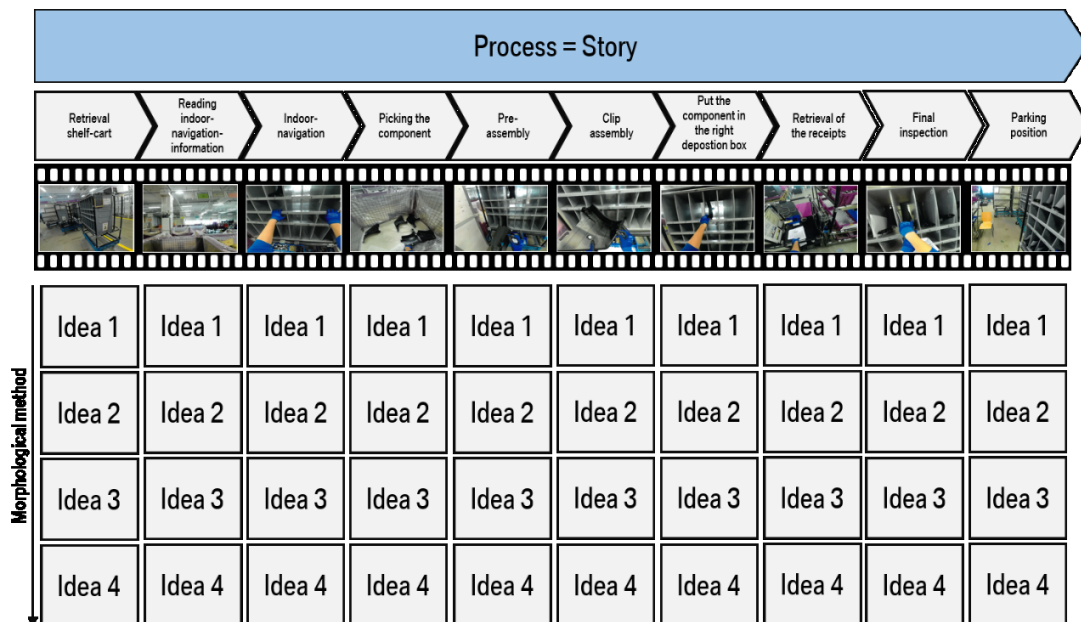 Process = Story
Retrieval
shelf-cart
Reading
indoor-
navigation-
information
Indoor-
navigation
Picking the
component
Pre-
assembly
Clip
assembly
Put the
component in
the right
depostion box
Retrieval of
the receipts
Final
inspection
Parking
position
Morphological method
Idea 1
Idea 1
Idea 1
Idea 1
Idea 1
Idea 1
Idea 1
Idea 1
Idea 1
Idea 1
Idea 2
Idea 2
Idea 2
Idea 2
Idea 2
Idea 2
Idea 2
Idea 2
Idea 2
Idea 2
Idea 3
Idea 3
Idea 3
Idea 3
Idea 3
Idea 3
Idea 3
Idea 3
Idea 3
Idea 3
Idea 4
Idea 4
Idea 4
Idea 4
Idea 4
Idea 4
Idea 4
Idea 4
Idea 4
Idea 4